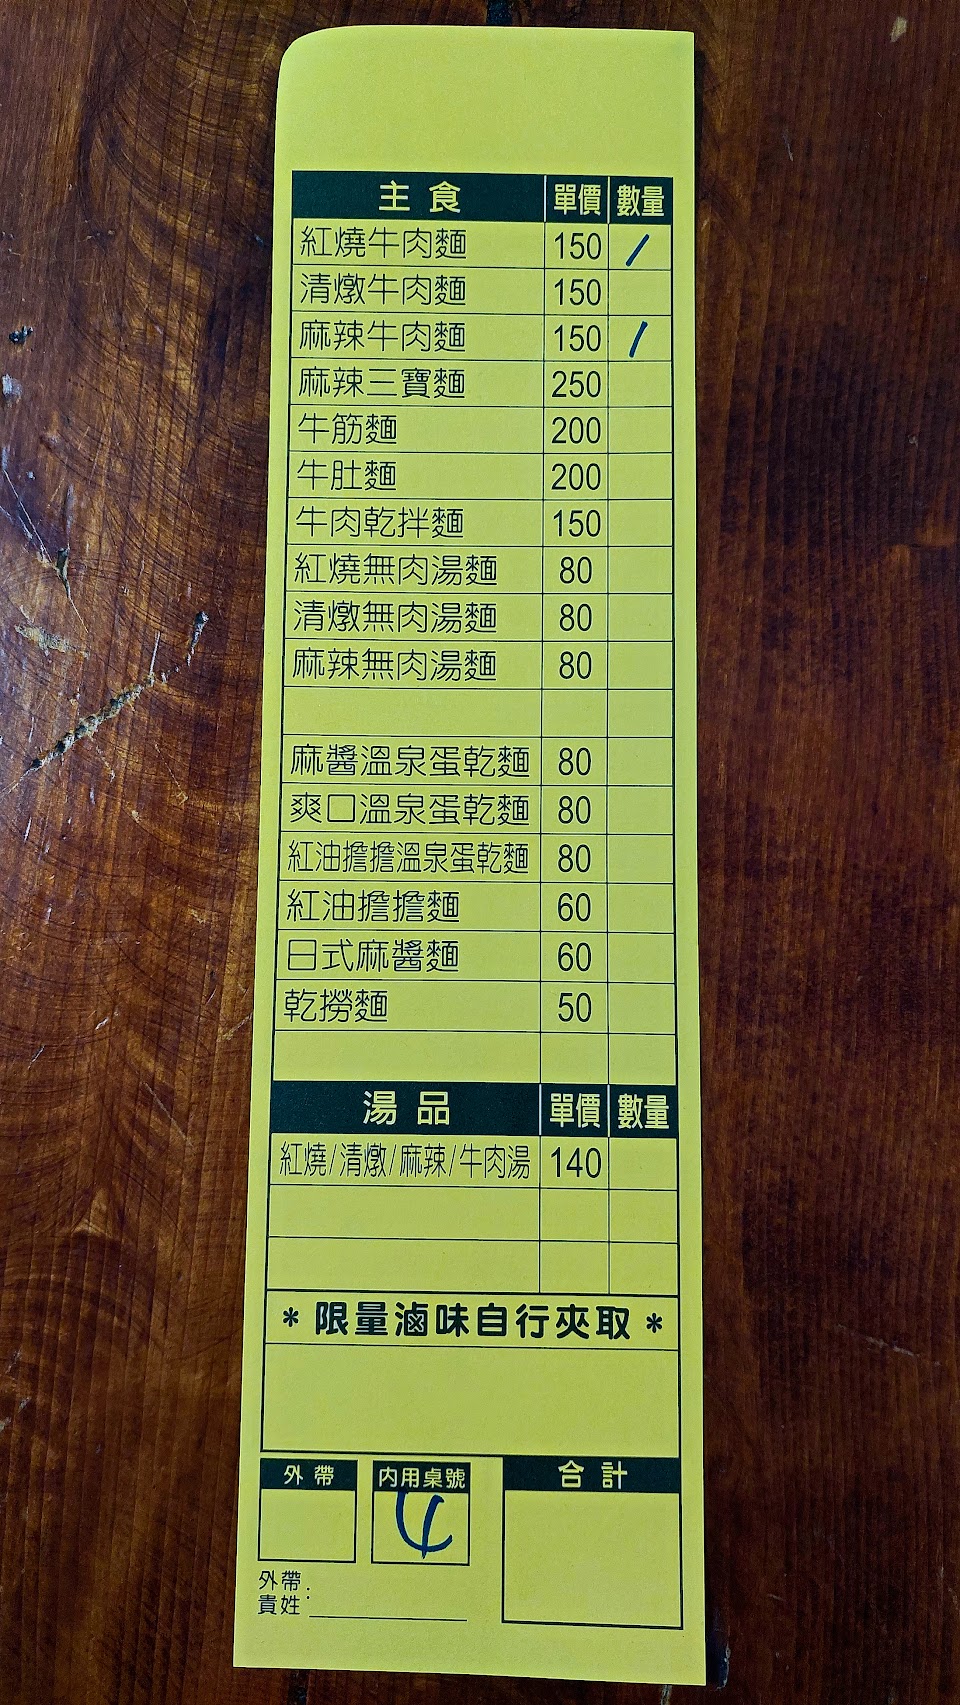 主食 單價 數量
紅燒牛肉麵 150 /
清燉牛肉麵 150
麻辣牛肉麵 150 /
麻辣三寶麵 250
牛筋麵 200
牛肚麵 200
牛肉乾拌麵 150
紅燒無肉湯麵 80
清燉無肉湯麵 80
麻辣無肉湯麵 80
麻醬溫泉蛋乾麵 80
爽口溫泉蛋乾麵 80
紅油擔擔溫泉蛋乾麵 80
紅油擔擔麵 60
日式麻醬麵 60
乾撈麵 50
湯品 單價 數量
紅燒/清燉/麻辣/牛肉湯 140
* 限量滷味自行夾取 *
外帶 內用桌號 合計
4
外帶:
貴姓